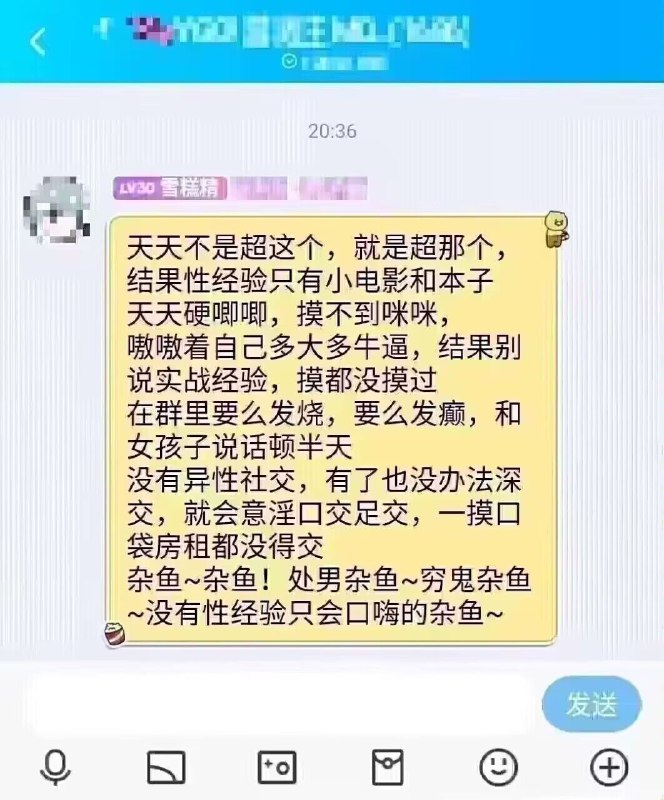 20:36
LV30 雪糕精
天天不是超这个，就是超那个，
结果性经验只有小电影和本子
天天硬唧唧，摸不到咪咪，
嗷嗷着自己多大多牛逼，结果别
说实战经验，摸都没摸过
在群里要么发烧，要么发癫，和
女孩子说话顿半天
没有异性社交，有了也没办法深
交，就会意淫口交足交，一摸口
袋房租都没得交
杂鱼~杂鱼！处男杂鱼~穷鬼杂鱼
~没有性经验只会口嗨的杂鱼~
发送